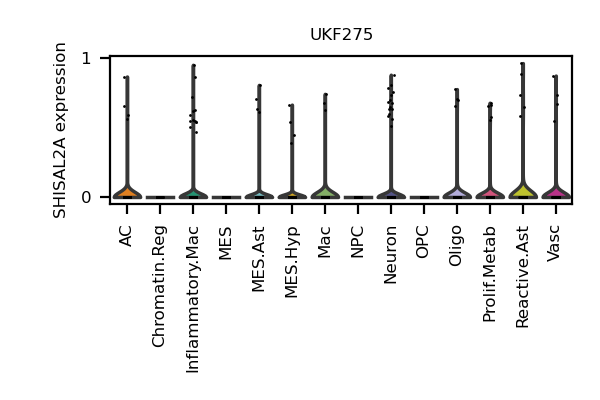 UKF275
SHISAL2A expression
1
0
AC
Chromatin.Reg
Inflammatory.Mac
MES
MES.Ast
MES.Hyp
Mac
NPC
Neuron
OPC
Oligo
Prolif.Metab
Reactive.Ast
Vasc